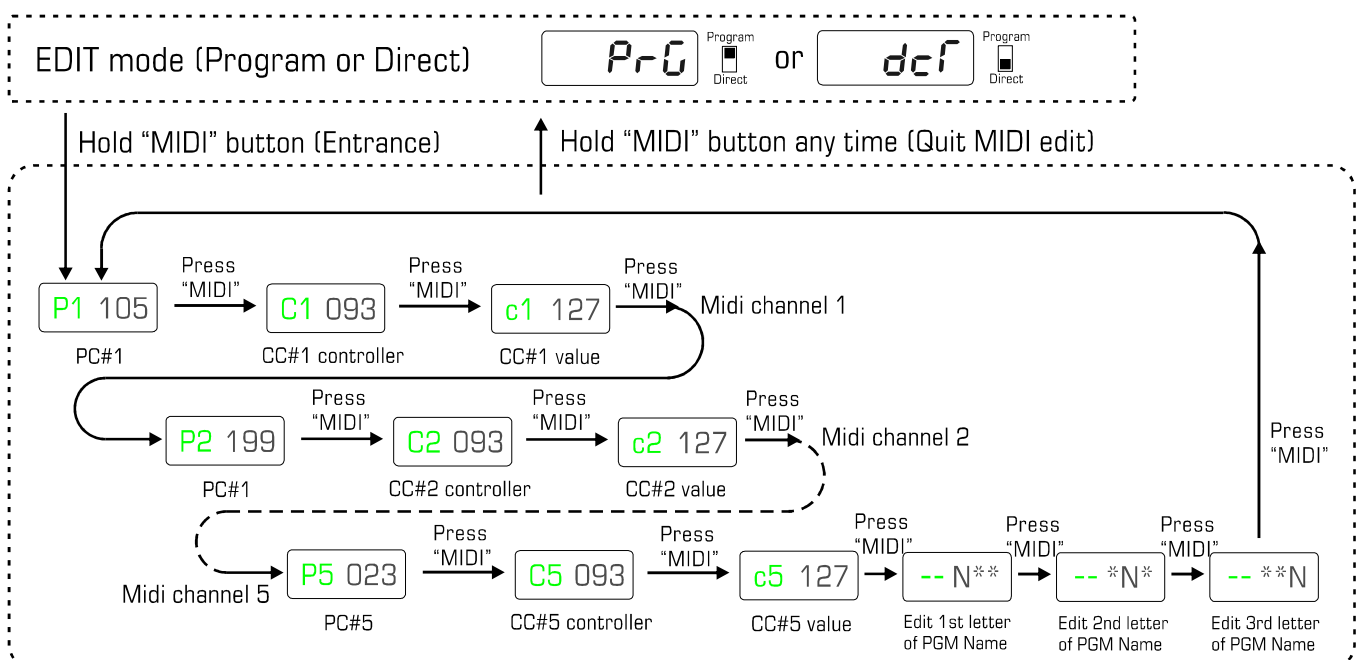 EDIT mode (Program or Direct)
PrG
Program
Direct
or
dcT
Program
Direct
Hold “MIDI” button (Entrance)
Hold “MIDI” button any time (Quit MIDI edit)
P1 105
PC#1
Press
“MIDI”
C1 093
CC#1 controller
Press
“MIDI”
c1 127
CC#1 value
Press
“MIDI”
Midi channel 1
P2 199
PC#1
Press
“MIDI”
C2 093
CC#2 controller
Press
“MIDI”
c2 127
CC#2 value
Press
“MIDI”
Midi channel 2
Midi channel 5
P5 023
PC#5
Press
“MIDI”
C5 093
CC#5 controller
Press
“MIDI”
c5 127
CC#5 value
Press
“MIDI”
-- N**
Edit 1st letter
of PGM Name
Press
“MIDI”
-- *N*
Edit 2nd letter
of PGM Name
Press
“MIDI”
-- **N
Edit 3rd letter
of PGM Name
Press
“MIDI”